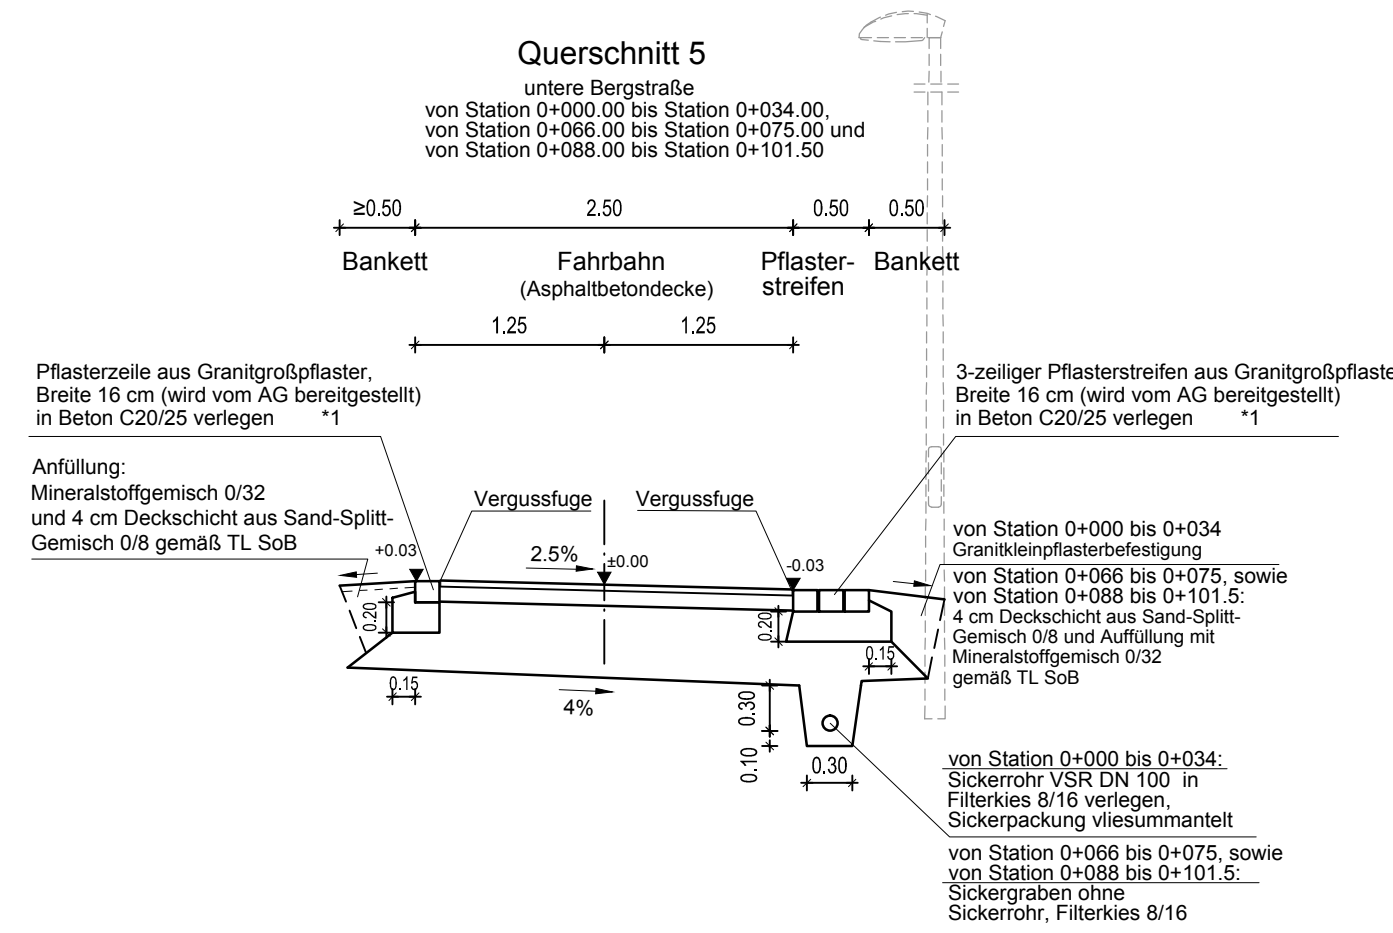 Querschnitt 5
untere Bergstraße
von Station 0+000.00 bis Station 0+034.00,
von Station 0+066.00 bis Station 0+075.00 und
von Station 0+088.00 bis Station 0+101.50
≥0.50 2.50 0.50 0.50
Bankett Fahrbahn Pflaster- Bankett
(Asphaltbetondecke) streifen
1.25 1.25
Pflasterzeile aus Granitgroßpflaster,
Breite 16 cm (wird vom AG bereitgestellt)
in Beton C20/25 verlegen *1
3-zeiliger Pflasterstreifen aus Granitgroßpflaste
Breite 16 cm (wird vom AG bereitgestellt)
in Beton C20/25 verlegen *1
Anfüllung:
Mineralstoffgemisch 0/32
und 4 cm Deckschicht aus Sand-Splitt-
Gemisch 0/8 gemäß TL SoB
Vergussfuge Vergussfuge
+0.03 2.5% ±0.00 -0.03
von Station 0+000 bis 0+034
Granitkleinpflasterbefestigung
von Station 0+066 bis 0+075, sowie
von Station 0+088 bis 0+101.5:
4 cm Deckschicht aus Sand-Splitt-
Gemisch 0/8 und Auffüllung mit
Mineralstoffgemisch 0/32
gemäß TL SoB
0.20 0.20
0.15 0.15
4%
0.30
0.10
0.30
von Station 0+000 bis 0+034:
Sickerrohr VSR DN 100 in
Filterkies 8/16 verlegen,
Sickerpackung vliesummantelt
von Station 0+066 bis 0+075, sowie
von Station 0+088 bis 0+101.5:
Sickergraben ohne
Sickerrohr, Filterkies 8/16